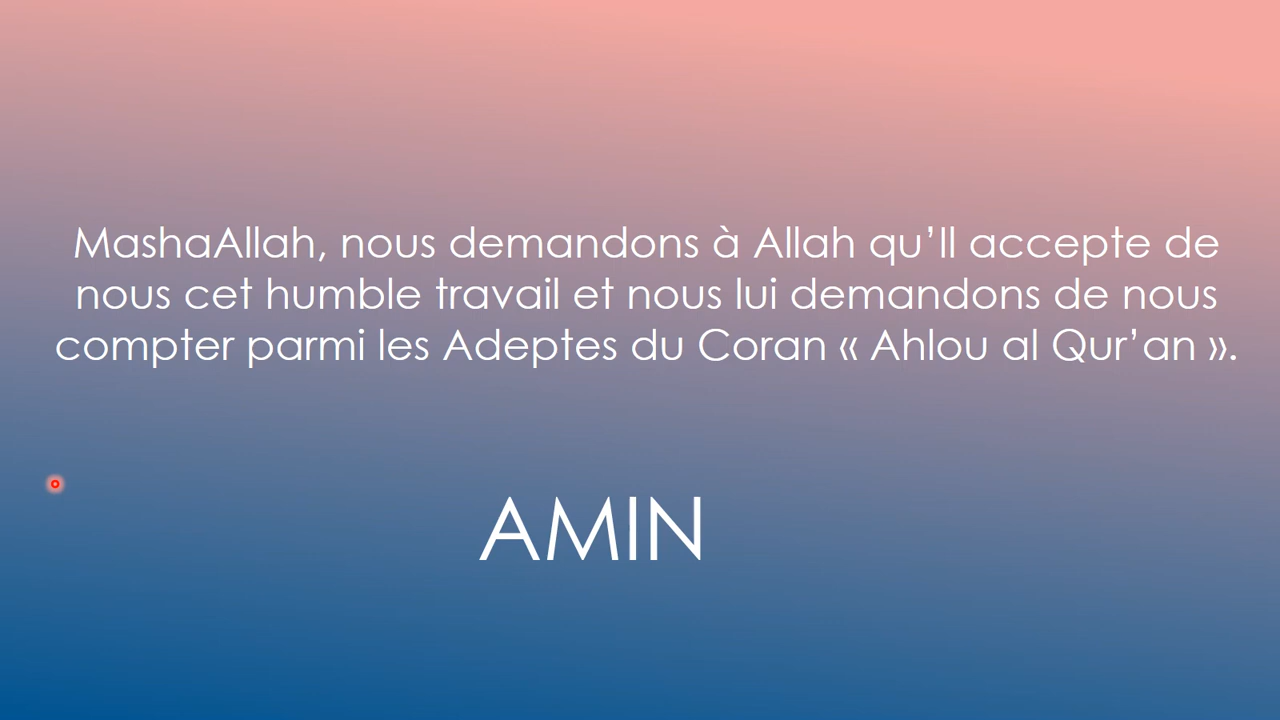 MashaAllah, nous demandons à Allah qu’Il accepte de
nous cet humble travail et nous lui demandons de nous
compter parmi les Adeptes du Coran « Ahlou al Qur’an ».
AMIN